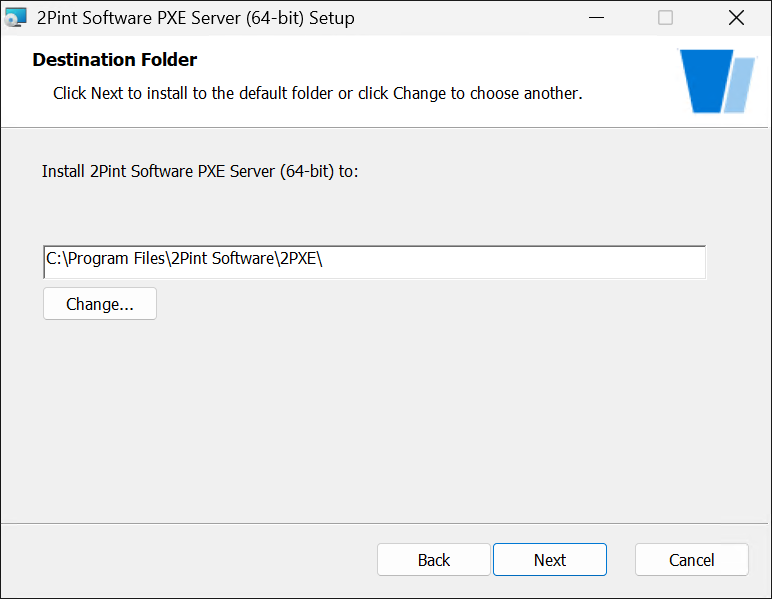 2Pint Software PXE Server (64-bit) Setup
Destination Folder
Click Next to install to the default folder or click Change to choose another.
Install 2Pint Software PXE Server (64-bit) to:
C:\Program Files\2Pint Software\2PXE\
Change...
Back
Next
Cancel